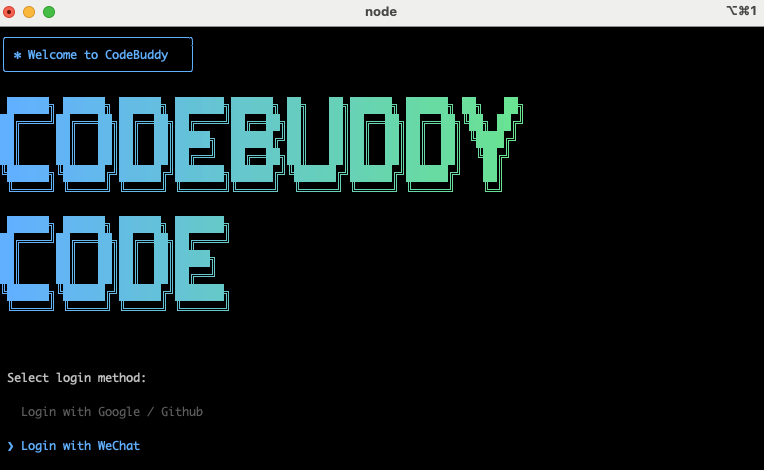 node
⌥⌘1
* Welcome to CodeBuddy
CODEBUDDY
CODE
Select login method:
Login with Google / Github
❯ Login with WeChat